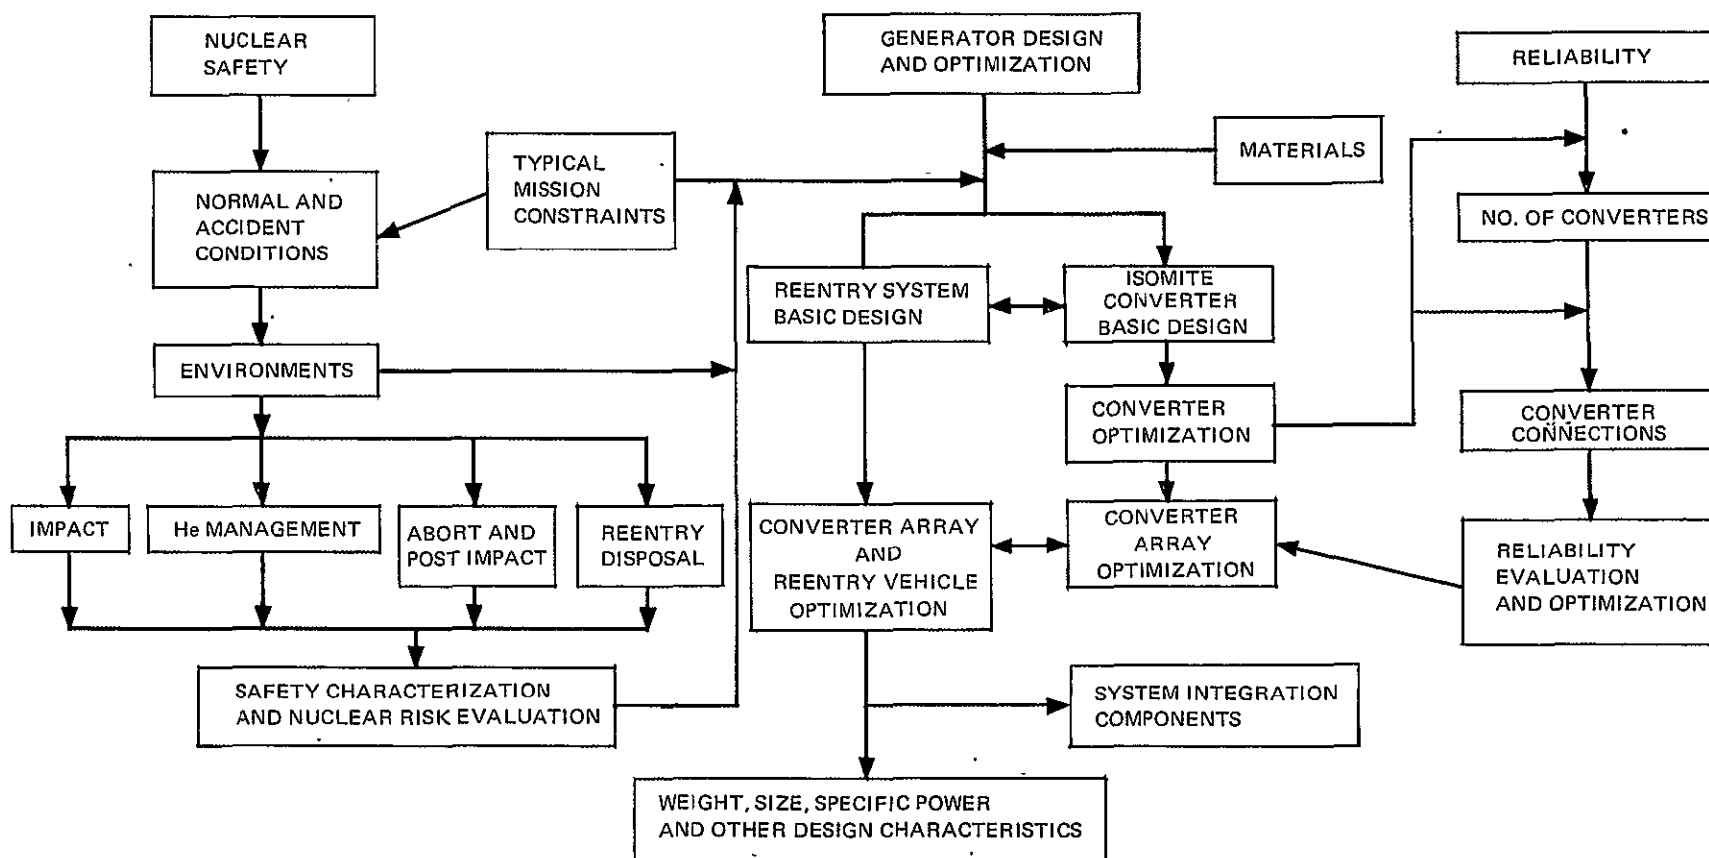 NUCLEAR
SAFETY
GENERATOR DESIGN
AND OPTIMIZATION
RELIABILITY
TYPICAL
MISSION
CONSTRAINTS
MATERIALS
NORMAL AND
ACCIDENT
CONDITIONS
NO. OF CONVERTERS
REENTRY SYSTEM
BASIC DESIGN
ISOMITE
CONVERTER
BASIC DESIGN
ENVIRONMENTS
CONVERTER
OPTIMIZATION
CONVERTER
CONNECTIONS
IMPACT
He MANAGEMENT
ABORT AND
POST IMPACT
REENTRY
DISPOSAL
CONVERTER ARRAY
AND
REENTRY VEHICLE
OPTIMIZATION
CONVERTER
ARRAY
OPTIMIZATION
RELIABILITY
EVALUATION
AND OPTIMIZATION
SAFETY CHARACTERIZATION
AND NUCLEAR RISK EVALUATION
SYSTEM INTEGRATION
COMPONENTS
WEIGHT, SIZE, SPECIFIC POWER
AND OTHER DESIGN CHARACTERISTICS